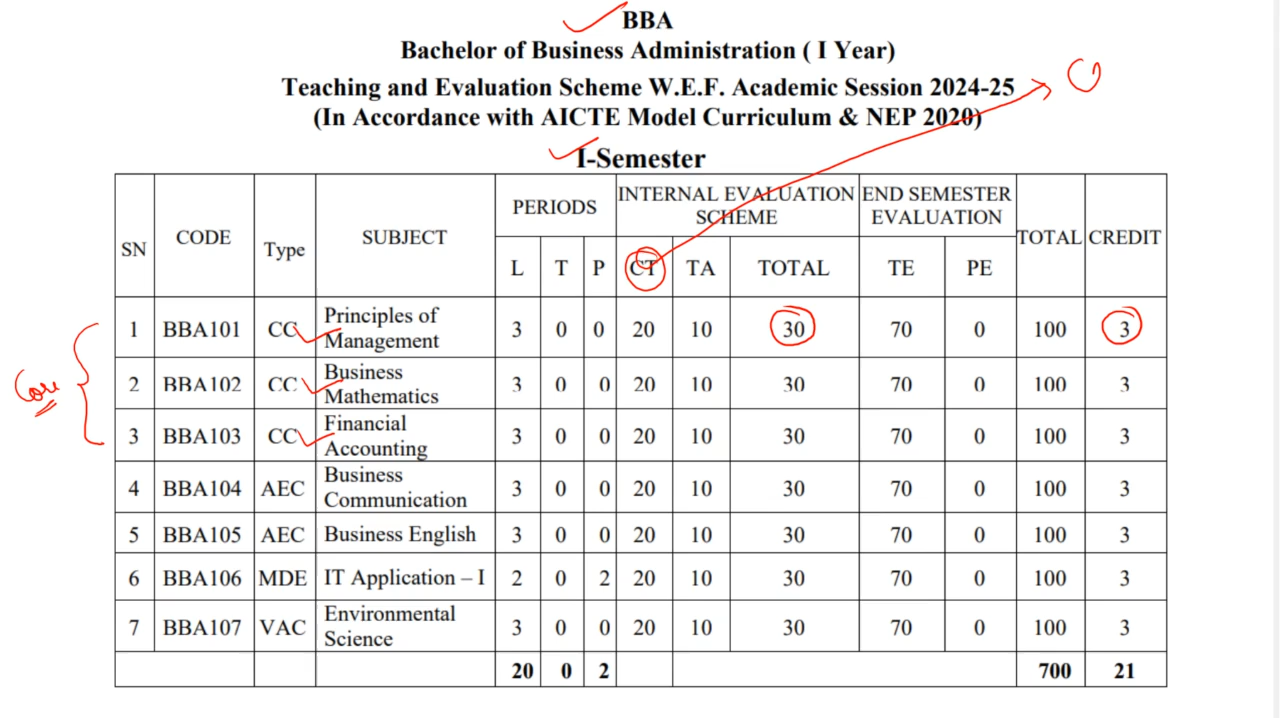 BBA
Bachelor of Business Administration ( I Year)
Teaching and Evaluation Scheme W.E.F. Academic Session 2024-25
(In Accordance with AICTE Model Curriculum & NEP 2020)
I-Semester
SN CODE Type SUBJECT PERIODS INTERNAL EVALUATION SCHEME END SEMESTER EVALUATION TOTAL CREDIT
L T P CT TA TOTAL TE PE
1 BBA101 CC Principles of Management 3 0 0 20 10 30 70 0 100 3
2 BBA102 CC Business Mathematics 3 0 0 20 10 30 70 0 100 3
3 BBA103 CC Financial Accounting 3 0 0 20 10 30 70 0 100 3
4 BBA104 AEC Business Communication 3 0 0 20 10 30 70 0 100 3
5 BBA105 AEC Business English 3 0 0 20 10 30 70 0 100 3
6 BBA106 MDE IT Application – I 2 0 2 20 10 30 70 0 100 3
7 BBA107 VAC Environmental Science 3 0 0 20 10 30 70 0 100 3
20 0 2 700 21
Core